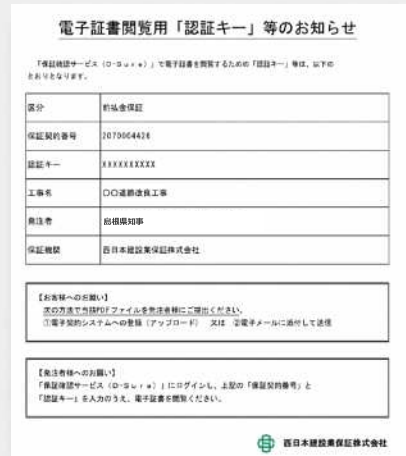 電子証書閲覧用「認証キー」等のお知らせ
「保証確認サービス（D-Sure）」で電子証書を閲覧するための「認証キー」等は、以下の
とおりとなります。
区分 前払金保証
保証契約番号 2070004426
認証キー XXXXXXXXXX
工事名 〇〇道路改良工事
発注者 島根県知事
保証機関 西日本建設業保証株式会社
【お客様へのお願い】
次の方法で当該PDFファイルを発注者様にご提出ください。
①電子契約システムへの登録（アップロード） 又は ②電子メールに添付して送信
【発注者様へのお願い】
「保証確認サービス（D-Sure）」にログインし、上記の「保証契約番号」と
「認証キー」を入力のうえ、電子証書を閲覧ください。
西日本建設業保証株式会社